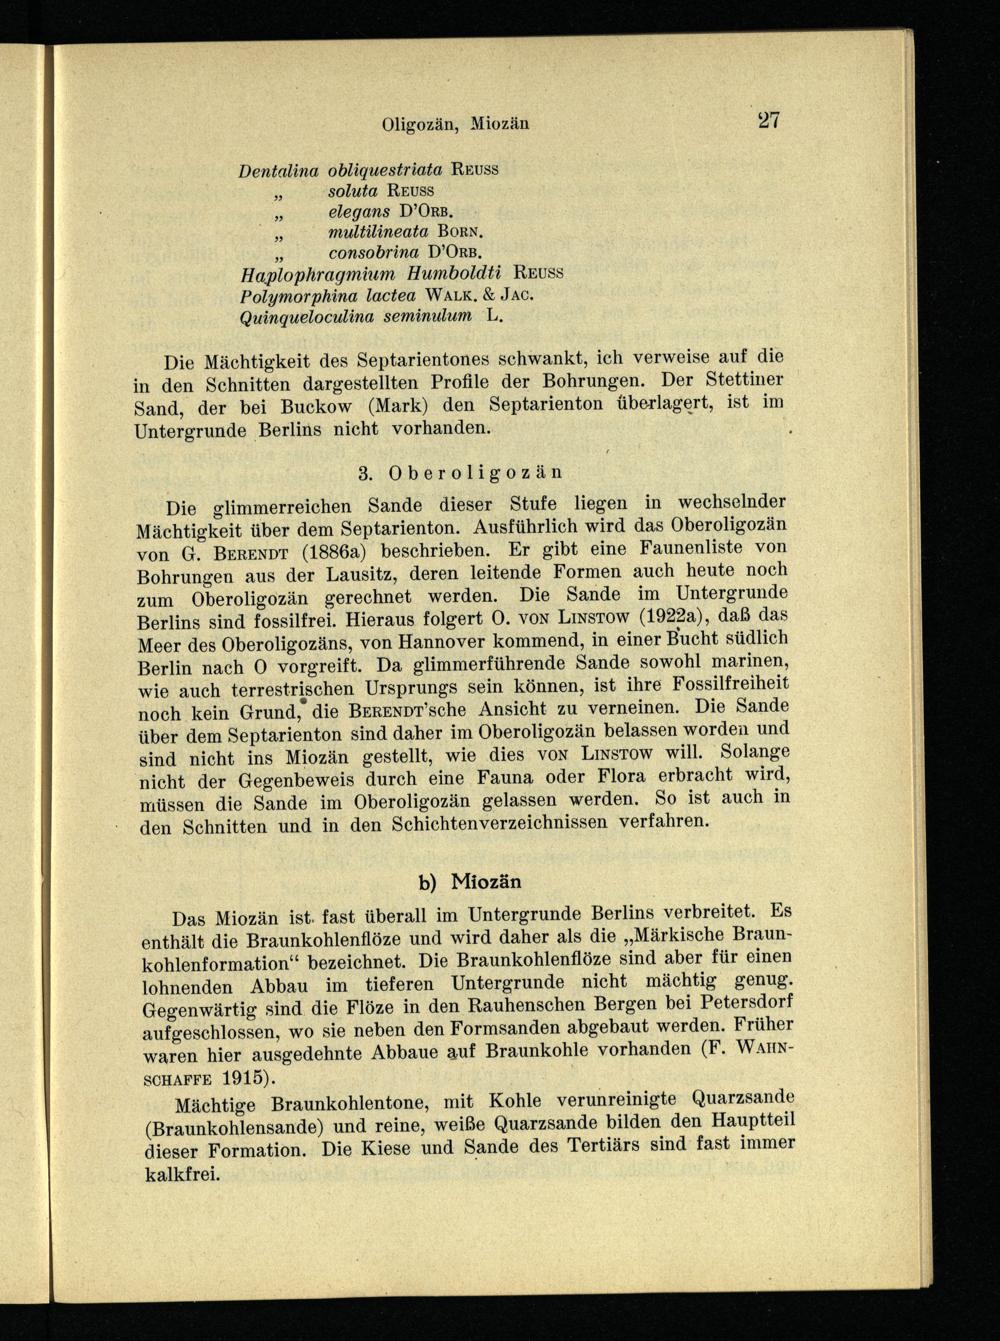 Oligozän, Miozän 27
Dentalina obliquestriata REUSS
„ soluta REUSS
„ elegans D'ORB.
„ multilineata BORN.
„ consobrina D'ORB.
Haplophragmium Humboldti REUSS
Polymorphina lactea WALK. & JAC.
Quinqueloculina seminulum L.
Die Mächtigkeit des Septarientones schwankt, ich verweise auf die
in den Schnitten dargestellten Profile der Bohrungen. Der Stettiner
Sand, der bei Buckow (Mark) den Septarienton überlagert, ist im
Untergrunde Berlins nicht vorhanden.
3. Oberoligozän
Die glimmerreichen Sande dieser Stufe liegen in wechselnder
Mächtigkeit über dem Septarienton. Ausführlich wird das Oberoligozän
von G. BERENDT (1886a) beschrieben. Er gibt eine Faunenliste von
Bohrungen aus der Lausitz, deren leitende Formen auch heute noch
zum Oberoligozän gerechnet werden. Die Sande im Untergrunde
Berlins sind fossilfrei. Hieraus folgert O. VON LINSTOW (1922a), daß das
Meer des Oberoligozäns, von Hannover kommend, in einer Bucht südlich
Berlin nach O vorgreift. Da glimmerführende Sande sowohl marinen,
wie auch terrestrischen Ursprungs sein können, ist ihre Fossilfreiheit
noch kein Grund, die BERENDT'sche Ansicht zu verneinen. Die Sande
über dem Septarienton sind daher im Oberoligozän belassen worden und
sind nicht ins Miozän gestellt, wie dies VON LINSTOW will. Solange
nicht der Gegenbeweis durch eine Fauna oder Flora erbracht wird,
müssen die Sande im Oberoligozän gelassen werden. So ist auch in
den Schnitten und in den Schichtenverzeichnissen verfahren.
b) Miozän
Das Miozän ist fast überall im Untergrunde Berlins verbreitet. Es
enthält die Braunkohlenflöze und wird daher als die „Märkische Braun-
kohlenformation“ bezeichnet. Die Braunkohlenflöze sind aber für einen
lohnenden Abbau im tieferen Untergrunde nicht mächtig genug.
Gegenwärtig sind die Flöze in den Rauhenschen Bergen bei Petersdorf
aufgeschlossen, wo sie neben den Formsanden abgebaut werden. Früher
waren hier ausgedehnte Abbaue auf Braunkohle vorhanden (F. WAHN-
SCHAFFE 1915).
Mächtige Braunkohlentone, mit Kohle verunreinigte Quarzsande
(Braunkohlensande) und reine, weiße Quarzsande bilden den Hauptteil
dieser Formation. Die Kiese und Sande des Tertiärs sind fast immer
kalkfrei.